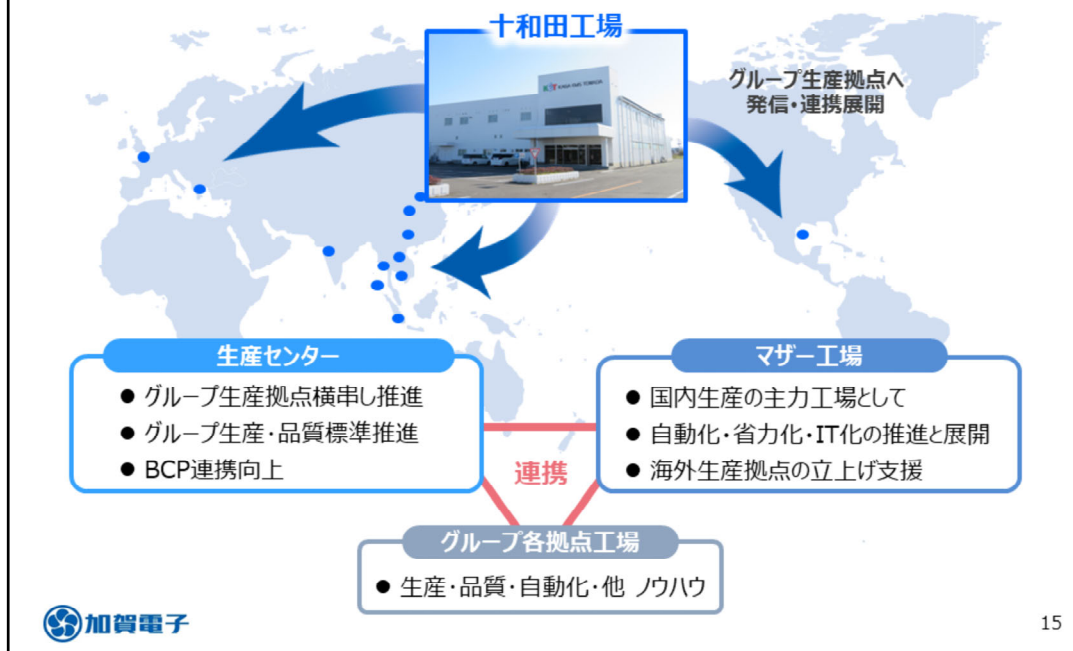 十和田工場
KAGA EMS TOWADA
グループ生産拠点へ
発信・連携展開
生産センター
● グループ生産拠点横串し推進
● グループ生産・品質標準推進
● BCP連携向上
マザー工場
● 国内生産の主力工場として
● 自動化・省力化・IT化の推進と展開
● 海外生産拠点の立上げ支援
連携
グループ各拠点工場
● 生産・品質・自動化・他 ノウハウ
加賀電子
15